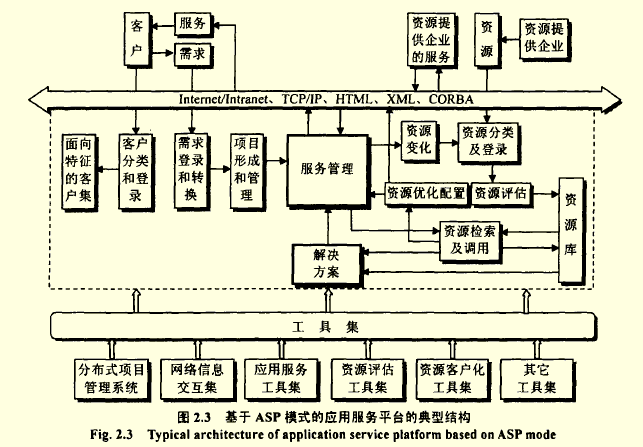 客户
服务
需求
资源提
供企业
的服务
资源
资源提
供企业
Internet/Intranet、TCP/IP、HTML、XML、CORBA
面向
特征的
客户集
客户
分类
和登录
需求
登录
和转换
项目
形成
和管理
服务管理
资源
变化
资源分类
及登录
资源优化配置
资源评估
资源库
资源检索
及调用
解决
方案
工具集
分布式项目
管理系统
网络信息
交互集
应用服务
工具集
资源评估
工具集
资源客户化
工具集
其它
工具集
图 2.3 基于 ASP 模式的应用服务平台的典型结构
Fig. 2.3 Typical architecture of application service platform based on ASP mode